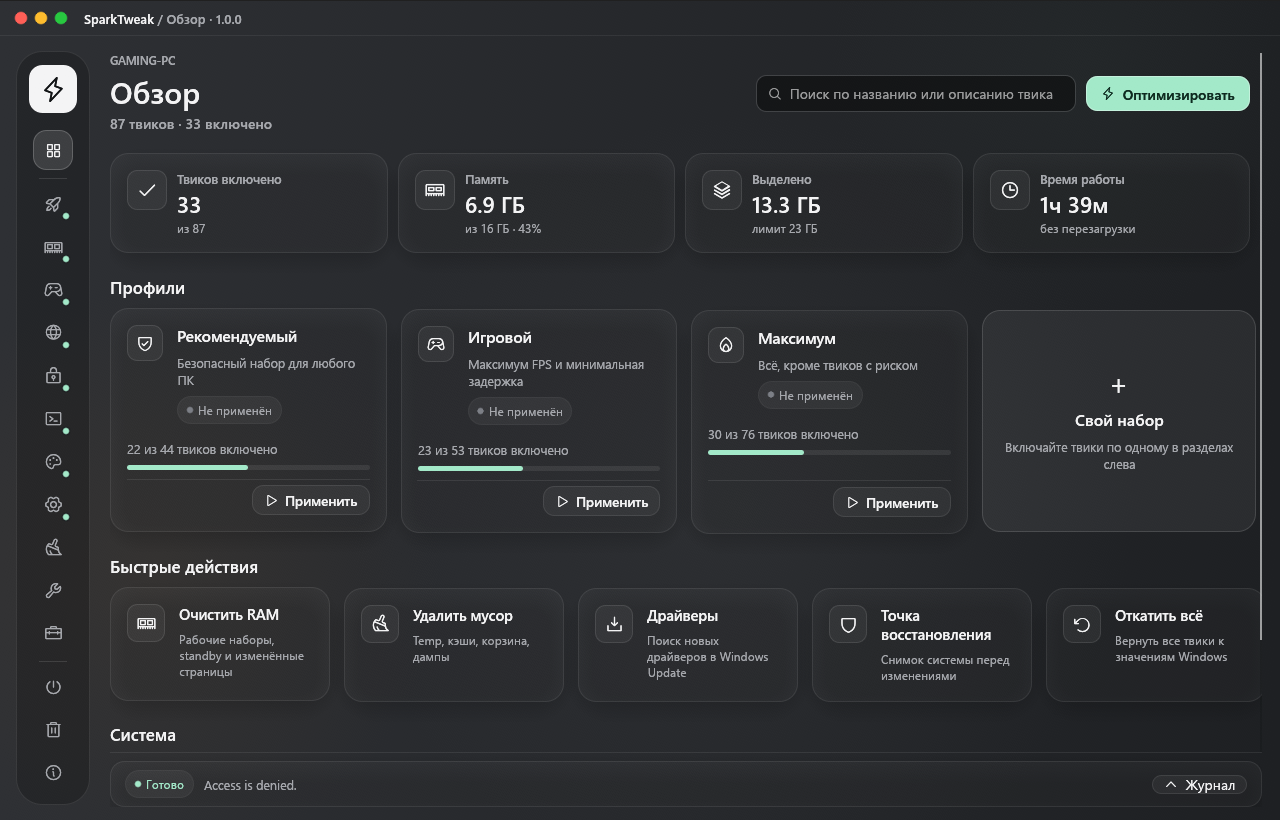 SparkTweak / Обзор · 1.0.0
GAMING-PC
Обзор
87 твиков · 33 включено
Поиск по названию или описанию твика
Оптимизировать
Твиков включено
33
из 87
Память
6.9 ГБ
из 16 ГБ · 43%
Выделено
13.3 ГБ
лимит 23 ГБ
Время работы
1ч 39м
без перезагрузки
Профили
Рекомендуемый
Безопасный набор для любого
ПК
Не применён
22 из 44 твиков включено
Применить
Игровой
Максимум FPS и минимальная
задержка
Не применён
23 из 53 твиков включено
Применить
Максимум
Всё, кроме твиков с риском
Не применён
30 из 76 твиков включено
Применить
Свой набор
Включайте твики по одному в разделах
слева
Быстрые действия
Очистить RAM
Рабочие наборы,
standby и изменённые
страницы
Удалить мусор
Temp, кэши, корзина,
дампы
Драйверы
Поиск новых
драйверов в Windows
Update
Точка
восстановления
Снимок системы перед
изменениями
Откатить всё
Вернуть все твики к
значениям Windows
Система
Готово
Access is denied.
Журнал